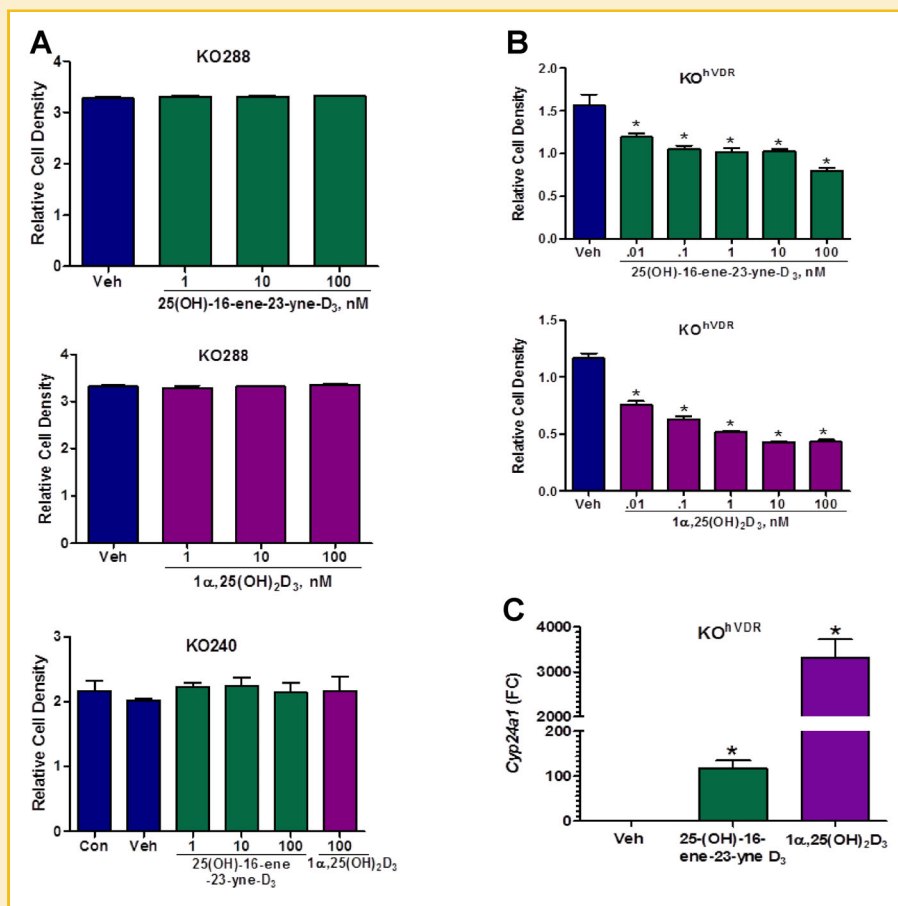 A
KO288
Relative Cell Density
4
3
2
1
0
Veh 1 10 100
25(OH)-16-ene-23-yne-D₃, nM
KO288
Relative Cell Density
4
3
2
1
0
Veh 1 10 100
1α,25(OH)₂D₃, nM
KO240
Relative Cell Density
3
2
1
0
Con Veh 1 10 100 100
25(OH)-16-ene 1α,25(OH)₂D₃
-23-yne-D₃
B
KO^hVDR
Relative Cell Density
2.0
1.5
1.0
0.5
0.0
* * * * *
Veh .01 .1 1 10 100
25(OH)-16-ene-23-yne-D₃, nM
KO^hVDR
Relative Cell Density
1.5
1.0
0.5
0.0
* * * * *
Veh .01 .1 1 10 100
1α,25(OH)₂D₃, nM
C
KO^hVDR
Cyp24a1 (FC)
4000
3000
2000
200
100
0
* *
Veh 25-(OH)-16- 1α,25(OH)₂D₃
ene-23-yne D₃